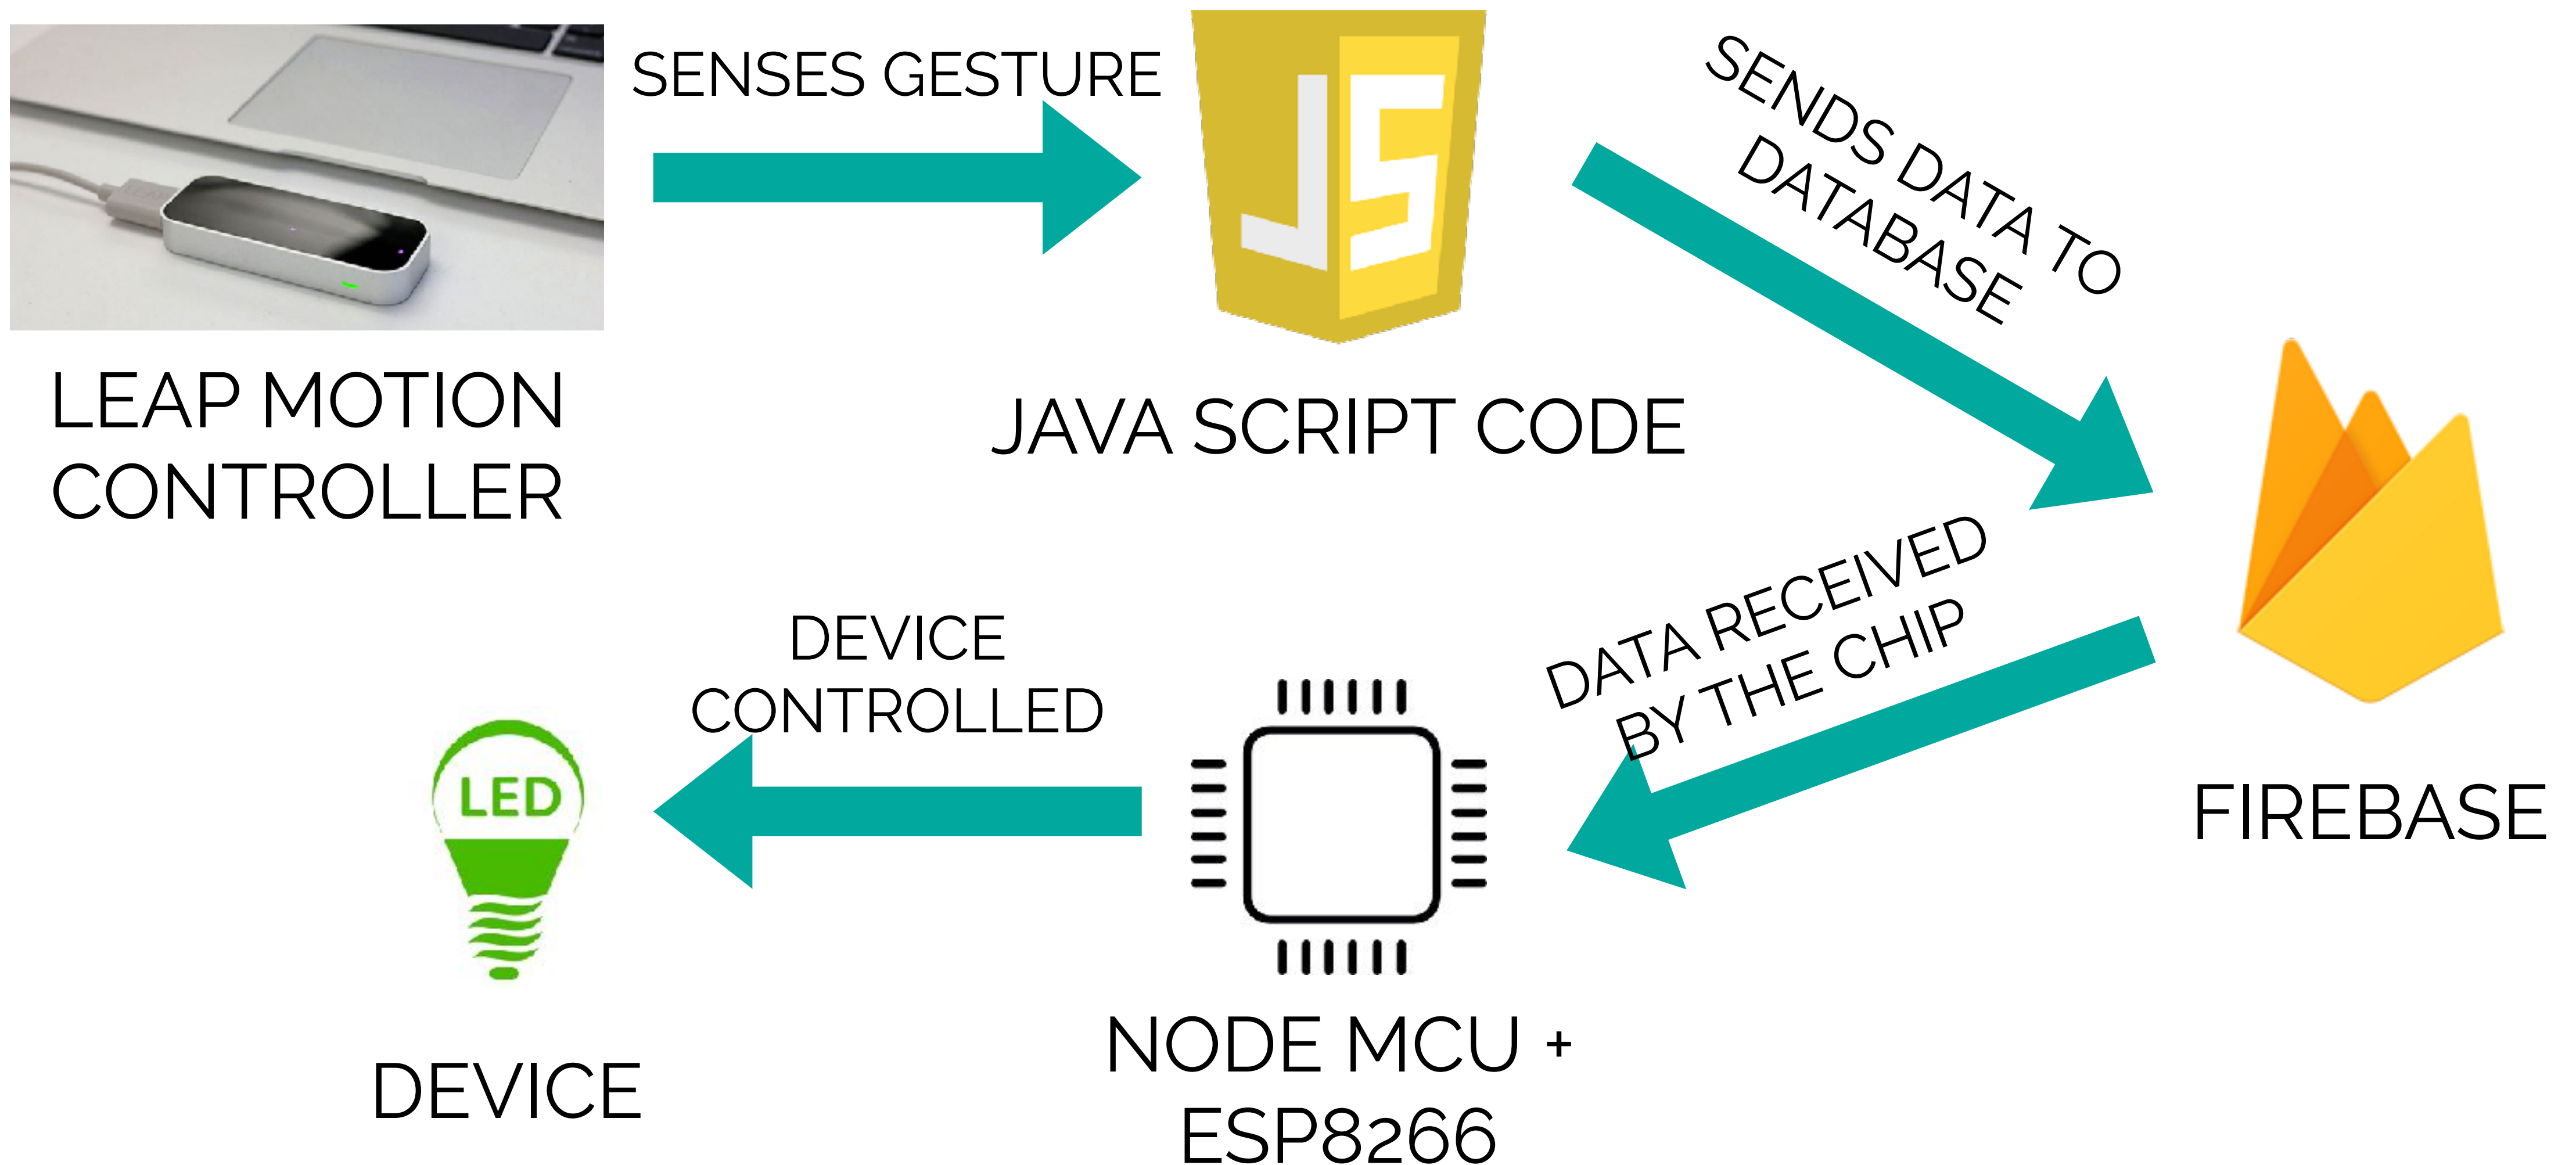 SENSES GESTURE
JS
SENDS DATA TO
DATABASE
LEAP MOTION
CONTROLLER
JAVA SCRIPT CODE
DATA RECEIVED
BY THE CHIP
FIREBASE
DEVICE
CONTROLLED
LED
DEVICE
NODE MCU +
ESP8266